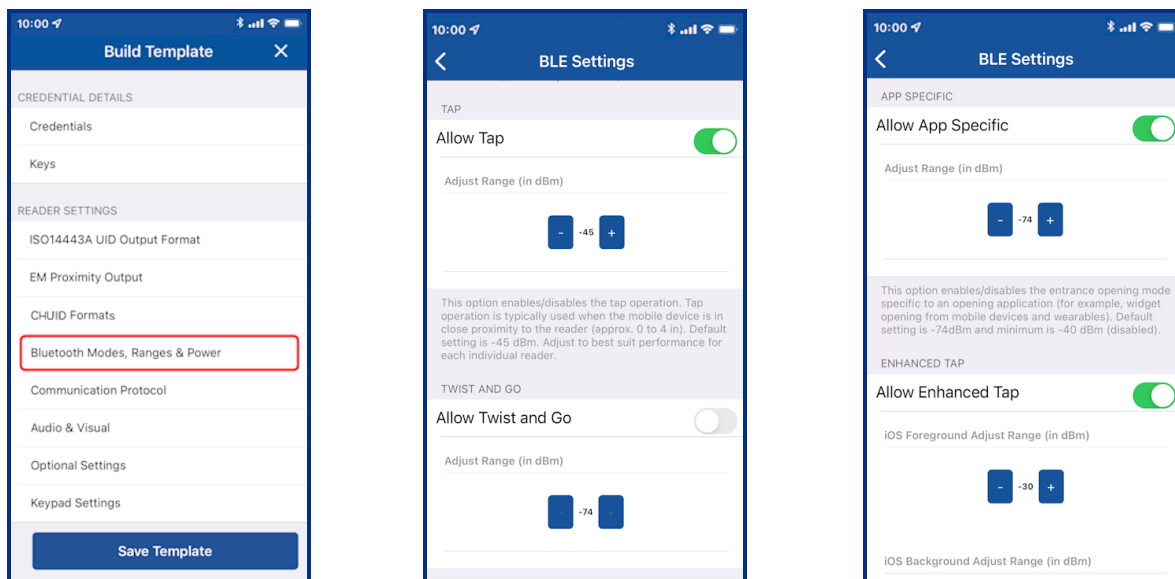 10:00
Build Template
CREDENTIAL DETAILS
Credentials
Keys
READER SETTINGS
ISO14443A UID Output Format
EM Proximity Output
CHUID Formats
Bluetooth Modes, Ranges & Power
Communication Protocol
Audio & Visual
Optional Settings
Keypad Settings
Save Template
10:00
BLE Settings
TAP
Allow Tap
Adjust Range (in dBm)
- -45 +
This option enables/disables the tap operation. Tap
operation is typically used when the mobile device is in
close proximity to the reader (approx. 0 to 4 in). Default
setting is -45 dBm. Adjust to best suit performance for
each individual reader.
TWIST AND GO
Allow Twist and Go
Adjust Range (in dBm)
- -74 +
10:00
BLE Settings
APP SPECIFIC
Allow App Specific
Adjust Range (in dBm)
- -74 +
This option enables/disables the entrance opening mode
specific to an opening application (for example, widget
opening from mobile devices and wearables). Default
setting is -74dBm and minimum is -40 dBm (disabled).
ENHANCED TAP
Allow Enhanced Tap
iOS Foreground Adjust Range (in dBm)
- -30 +
iOS Background Adjust Range (in dBm)